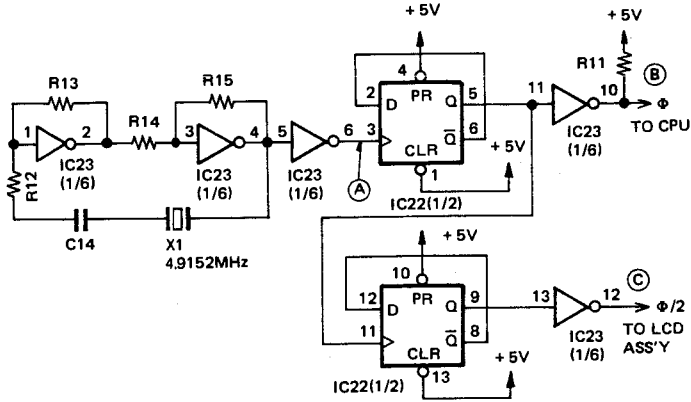 +5V
+5V
R11
B
Φ
TO CPU
R13
R15
R14
1
2
3
4
5
6
3
2
4
PR
D
Q
5
Q̅
6
CLR
1
11
10
IC23
(1/6)
IC23
(1/6)
IC23
(1/6)
IC23
(1/6)
R12
A
+5V
IC22(1/2)
C14
X1
4.9152MHz
+5V
10
PR
12
D
Q
9
11
Q̅
8
CLR
13
13
12
C
Φ/2
TO LCD
ASS'Y
IC23
(1/6)
+5V
IC22(1/2)